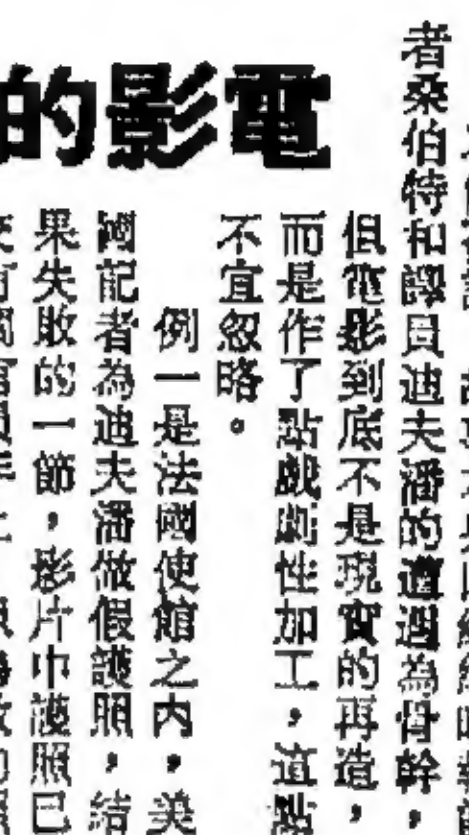 電影的
者桑伯特和譯員迪夫潘的遭遇為骨幹，
但電影到底不是現實的再造，
而是作了點戲劇性加工，這點
不宜忽略。
例一是法國使館之內，美
國記者為迪夫潘做假護照，結
果失敗的一節，影片中護照已